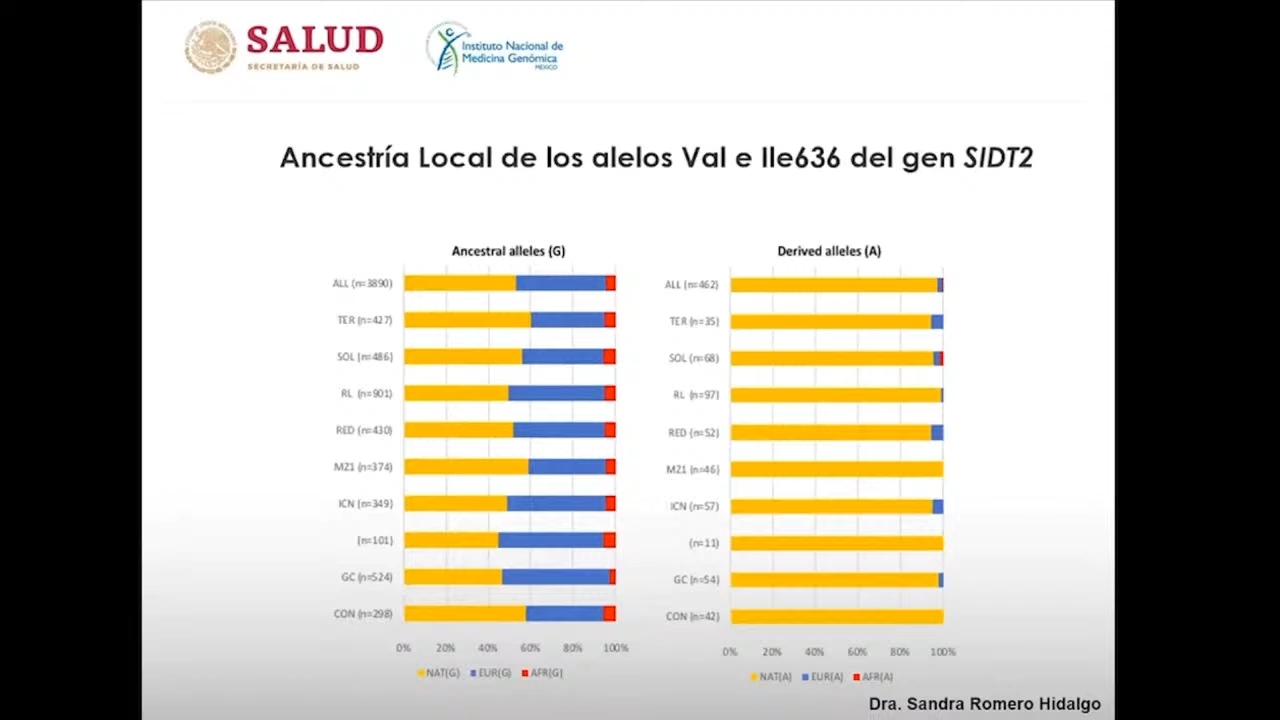 SALUD
SECRETARÍA DE SALUD
Instituto Nacional de
Medicina Genómica
MÉXICO
Ancestría Local de los alelos Val e Ile636 del gen SIDT2
Ancestral alleles (G)
ALL (n=3890)
TER (n=427)
SOL (n=486)
RL (n=901)
RED (n=430)
MZ1 (n=374)
ICN (n=349)
(n=101)
GC (n=524)
CON (n=298)
0% 20% 40% 60% 80% 100%
NAT(G) EUR(G) AFR(G)
Derived alleles (A)
ALL (n=462)
TER (n=35)
SOL (n=68)
RL (n=97)
RED (n=52)
MZ1 (n=46)
ICN (n=57)
(n=11)
GC (n=54)
CON (n=42)
0% 20% 40% 60% 80% 100%
NAT(A) EUR(A) AFR(A)
Dra. Sandra Romero Hidalgo